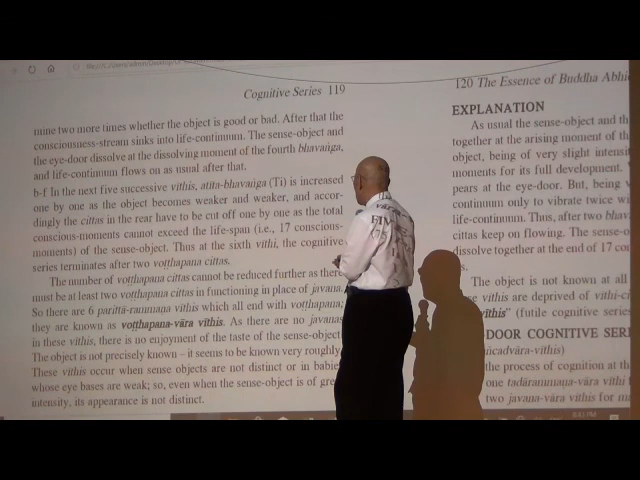 Cognitive Series 119
mine two more times whether the object is good or bad. After that the
consciousness-stream sinks into life-continuum. The sense-object and
the eye-door dissolve at the dissolving moment of the fourth bhavaṅga,
and life-continuum flows on as usual after that.
b-f In the next five successive vīthis, atīta-bhavaṅga (Ti) is increased
one by one as the object becomes weaker and weaker, and accor-
dingly the cittas in the rear have to be cut off one by one as the total
conscious-moments cannot exceed the life-span (i.e., 17 conscious-
moments) of the sense-object. Thus at the sixth vīthi, the cognitive
series terminates after two voṭṭhapana cittas.
The number of voṭṭhapana cittas cannot be reduced further as there
must be at least two voṭṭhapana cittas in functioning in place of javana.
So there are 6 parittā-rammaṇa vīthis which all end with voṭṭhapana;
they are known as voṭṭhapana-vāra vīthis. As there are no javanas
in these vīthis, there is no enjoyment of the taste of the sense-object.
The object is not precisely known – it seems to be known very roughly.
These vīthis occur when sense objects are not distinct or in babies
whose eye bases are weak; so, even when the sense-object is of great
intensity, its appearance is not distinct.
120 The Essence of Buddha
EXPLANATION
As usual the sense-object and
together at the arising moment of
object, being of very slight
moments for its full development.
pears at the eye-door. But, being
continuum only to vibrate twice
life-continuum. Thus, after two
cittas keep on flowing. The
dissolve together at the end of 17
The object is not known at all
vīthis are deprived of
vīthis" (futile cognitive series
DOOR COGNITIVE
the process of cognition at the
one tadārammaṇa-vāra vīthi
two javana-vāra vīthis for
8:43 PM